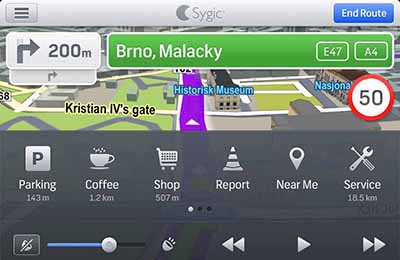 Sygic
End Route
200m
Brno, Malacky
E47
A4
Historisk Museum
Kristian IV's gate
50
Parking
143 m
Coffee
1.2 km
Shop
507 m
Report
Near Me
Service
18.5 km